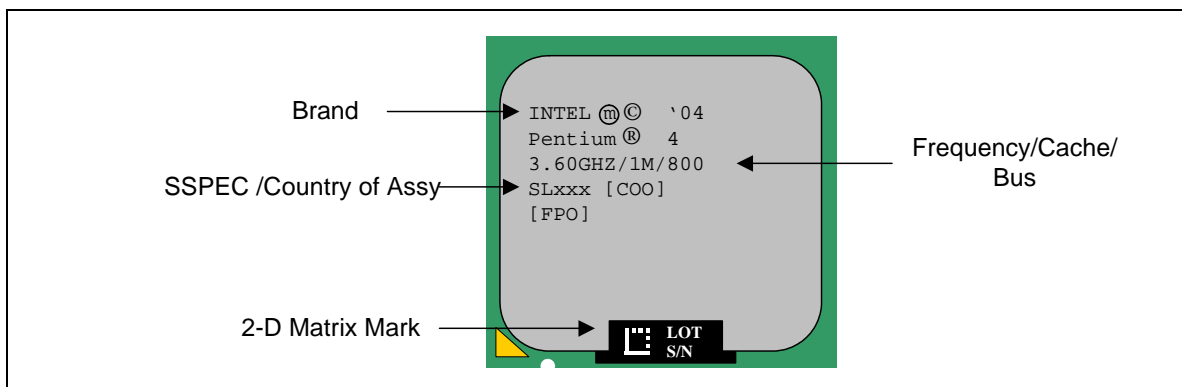 Brand
INTEL ⓜ© ‘04
Pentium® 4
3.60GHZ/1M/800
Frequency/Cache/
Bus
SSPEC /Country of Assy
SLxxx [COO]
[FPO]
2-D Matrix Mark
LOT
S/N